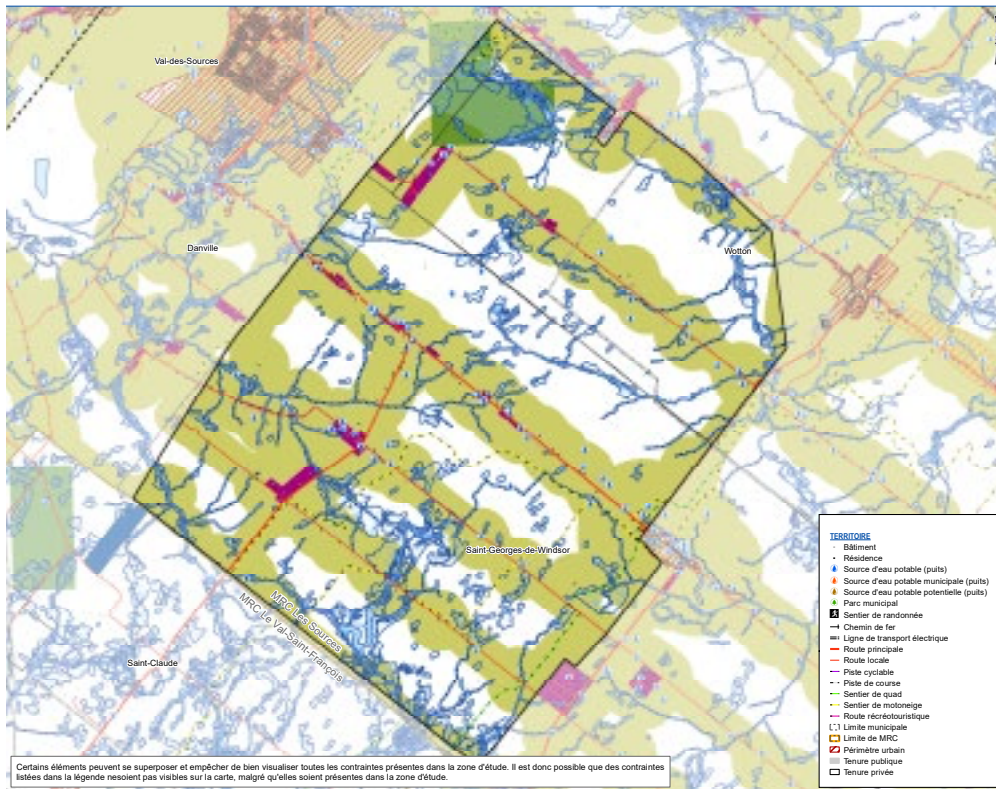 Val-des-Sources
Danville
Wotton
Saint-Georges-de-Windsor
MRC Les Sources
MRC Le Val-Saint-François
Saint-Claude
TERRITOIRE
Bâtiment
Résidence
Source d'eau potable (puits)
Source d'eau potable municipale (puits)
Source d'eau potable potentielle (puits)
Parc municipal
Sentier de randonnée
Chemin de fer
Ligne de transport électrique
Route principale
Route locale
Piste cyclable
Piste de course
Sentier de quad
Sentier de motoneige
Route récréotouristique
Limite municipale
Limite de MRC
Périmètre urbain
Tenure publique
Tenure privée
Certains éléments peuvent se superposer et empêcher de bien visualiser toutes les contraintes présentes dans la zone d'étude. Il est donc possible que des contraintes
listées dans la légende nesoient pas visibles sur la carte, malgré qu'elles soient présentes dans la zone d'étude.